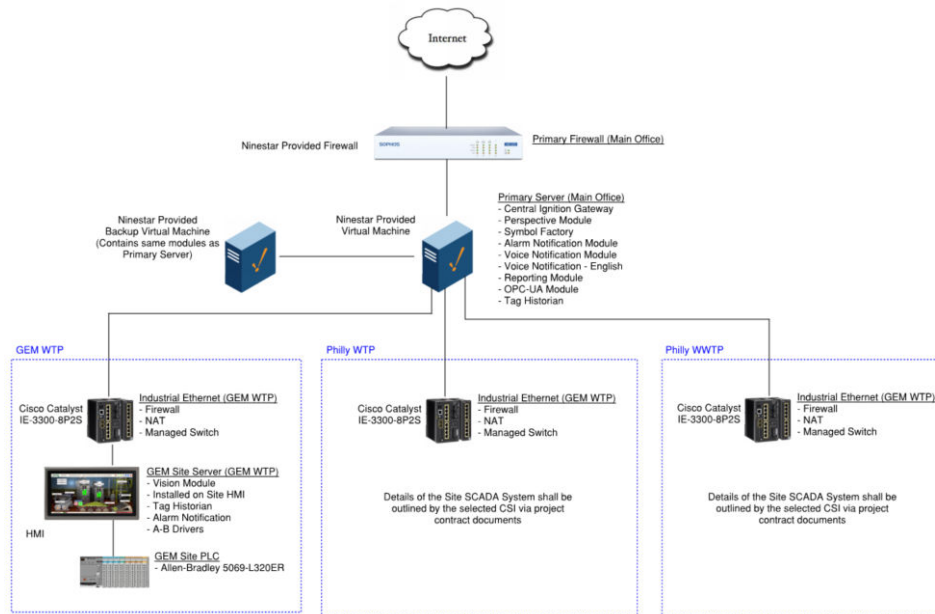 Internet
Ninestar Provided Firewall
SOPHOS
Primary Firewall (Main Office)
Ninestar Provided
Backup Virtual Machine
(Contains same modules as
Primary Server)
Ninestar Provided
Virtual Machine
Primary Server (Main Office)
- Central Ignition Gateway
- Perspective Module
- Symbol Factory
- Alarm Notification Module
- Voice Notification Module
- Voice Notification - English
- Reporting Module
- OPC-UA Module
- Tag Historian
GEM WTP
Cisco Catalyst
IE-3300-8P2S
Industrial Ethernet (GEM WTP)
- Firewall
- NAT
- Managed Switch
HMI
GEM Site Server (GEM WTP)
- Vision Module
- Installed on Site HMI
- Tag Historian
- Alarm Notification
- A-B Drivers
GEM Site PLC
- Allen-Bradley 5069-L320ER
Philly WTP
Cisco Catalyst
IE-3300-8P2S
Industrial Ethernet (GEM WTP)
- Firewall
- NAT
- Managed Switch
Details of the Site SCADA System shall be
outlined by the selected CSI via project
contract documents
Philly WWTP
Cisco Catalyst
IE-3300-8P2S
Industrial Ethernet (GEM WTP)
- Firewall
- NAT
- Managed Switch
Details of the Site SCADA System shall be
outlined by the selected CSI via project
contract documents